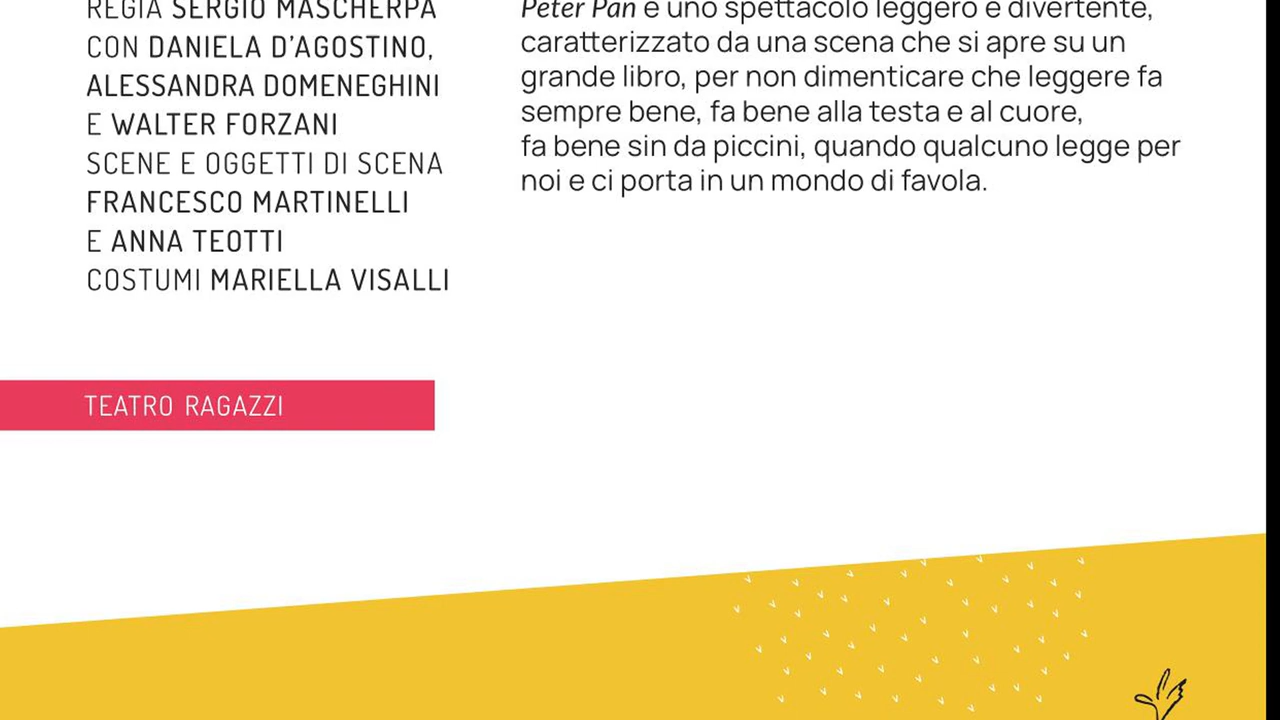 REGIA SERGIO MASCHERPA
CON DANIELA D'AGOSTINO,
ALESSANDRA DOMENEGHINI
E WALTER FORZANI
SCENE E OGGETTI DI SCENA
FRANCESCO MARTINELLI
E ANNA TEOTTI
COSTUMI MARIELLA VISALLI
TEATRO RAGAZZI
Peter Pan è uno spettacolo leggero e divertente,
caratterizzato da una scena che si apre su un
grande libro, per non dimenticare che leggere fa
sempre bene, fa bene alla testa e al cuore,
fa bene sin da piccini, quando qualcuno legge per
noi e ci porta in un mondo di favola.